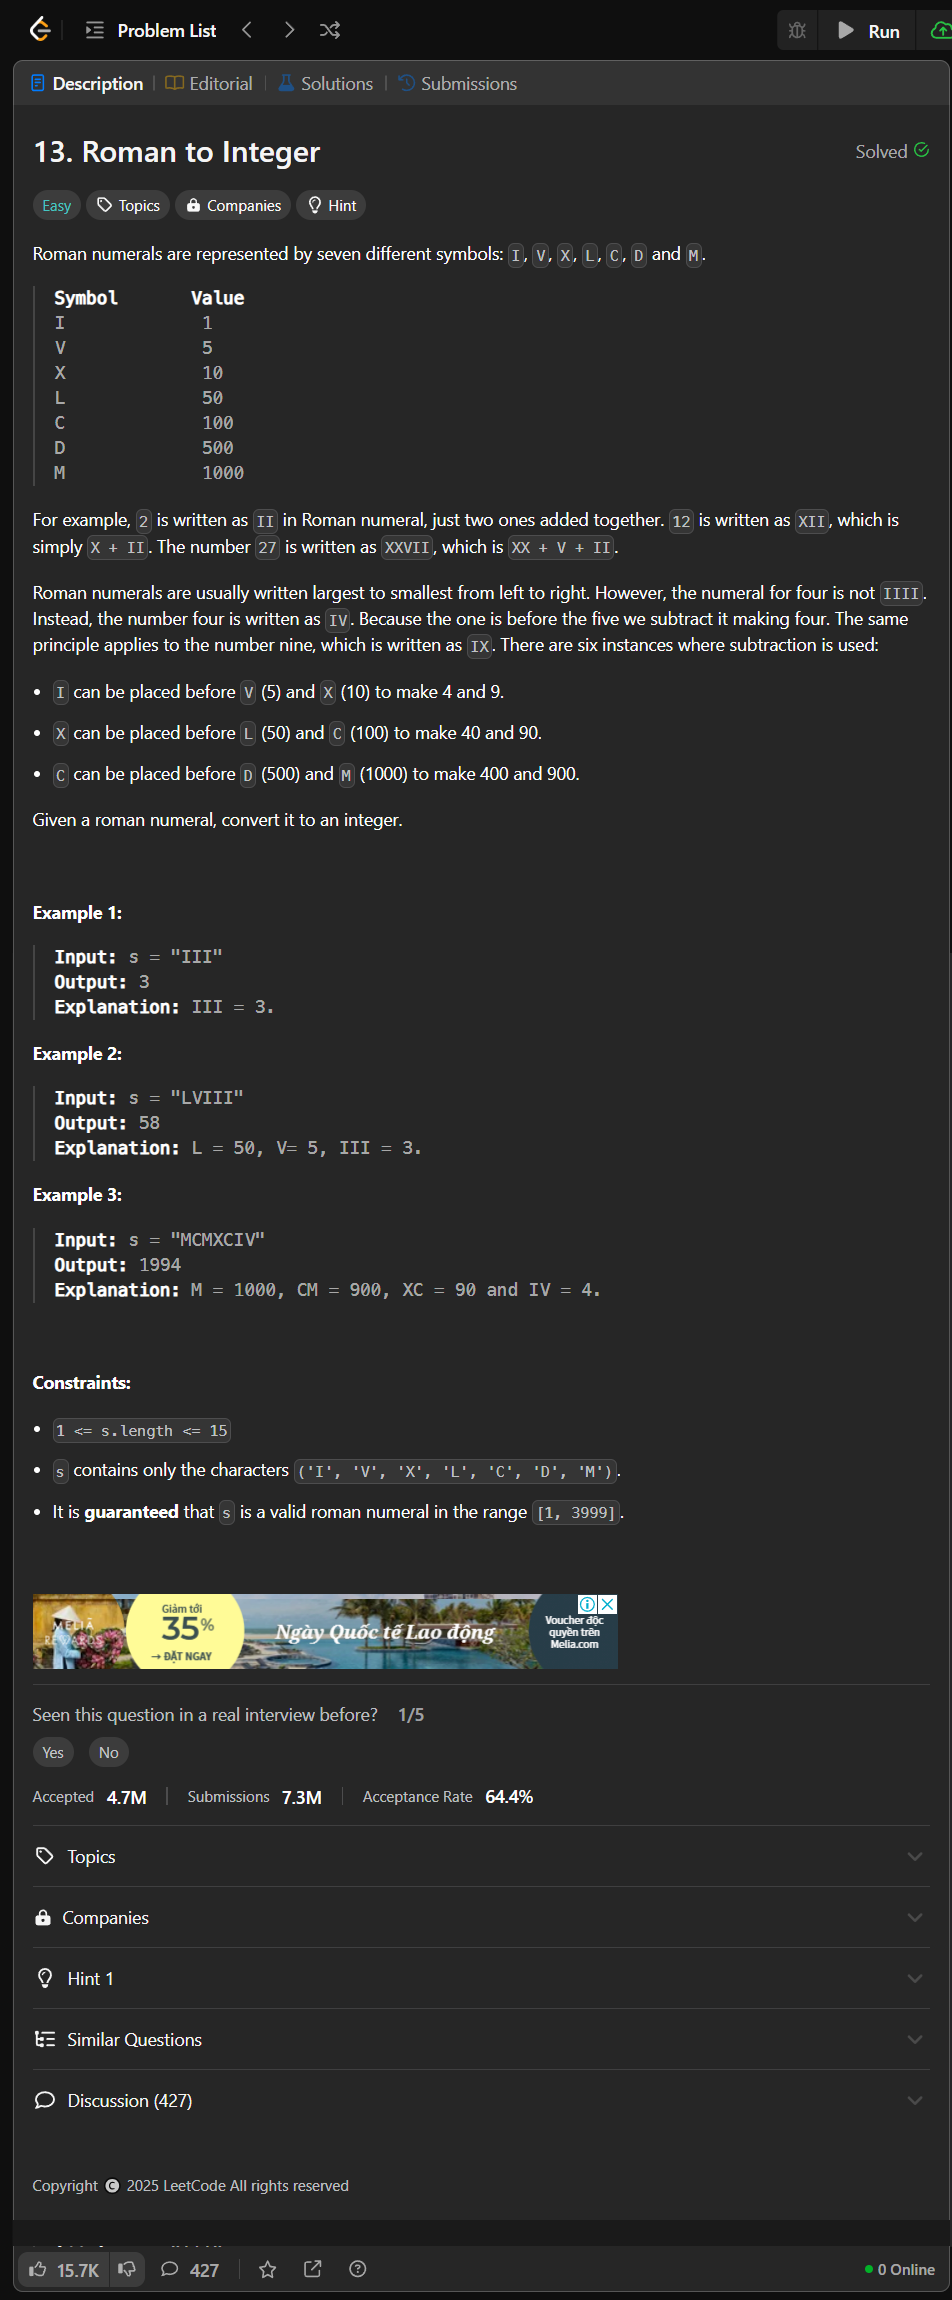 Problem List
Run
Description
Editorial
Solutions
Submissions
13. Roman to Integer
Solved
Easy
Topics
Companies
Hint
Roman numerals are represented by seven different symbols: I, V, X, L, C, D and M.
Symbol Value
I 1
V 5
X 10
L 50
C 100
D 500
M 1000
For example, 2 is written as II in Roman numeral, just two ones added together. 12 is written as XII, which is
simply X + II. The number 27 is written as XXVII, which is XX + V + II.
Roman numerals are usually written largest to smallest from left to right. However, the numeral for four is not IIII.
Instead, the number four is written as IV. Because the one is before the five we subtract it making four. The same
principle applies to the number nine, which is written as IX. There are six instances where subtraction is used:
• I can be placed before V (5) and X (10) to make 4 and 9.
• X can be placed before L (50) and C (100) to make 40 and 90.
• C can be placed before D (500) and M (1000) to make 400 and 900.
Given a roman numeral, convert it to an integer.
Example 1:
Input: s = "III"
Output: 3
Explanation: III = 3.
Example 2:
Input: s = "LVIII"
Output: 58
Explanation: L = 50, V= 5, III = 3.
Example 3:
Input: s = "MCMXCIV"
Output: 1994
Explanation: M = 1000, CM = 900, XC = 90 and IV = 4.
Constraints:
• 1 <= s.length <= 15
• s contains only the characters ('I', 'V', 'X', 'L', 'C', 'D', 'M').
• It is guaranteed that s is a valid roman numeral in the range [1, 3999].
MELIÃ
REWARDS
Giảm tới
35%
→ ĐẶT NGAY
Ngày Quốc tế Lao động
Voucher độc
quyền trên
Melia.com
Seen this question in a real interview before? 1/5
Yes
No
Accepted 4.7M
Submissions 7.3M
Acceptance Rate 64.4%
Topics
Companies
Hint 1
Similar Questions
Discussion (427)
Copyright © 2025 LeetCode All rights reserved
15.7K
427
0 Online